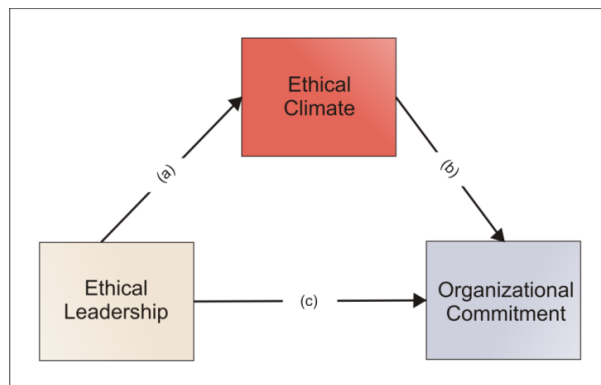 Ethical
Climate
(a)
(b)
Ethical
Leadership
(c)
Organizational
Commitment